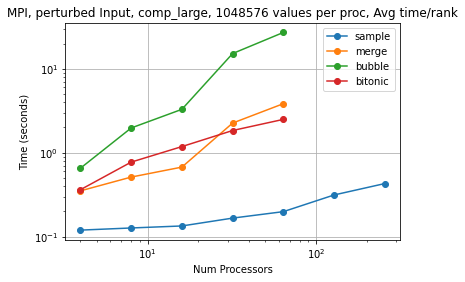 MPI, perturbed Input, comp_large, 1048576 values per proc, Avg time/rank
sample
merge
bubble
bitonic
Time (seconds)
10¹
10⁰
10⁻¹
10¹
10²
Num Processors